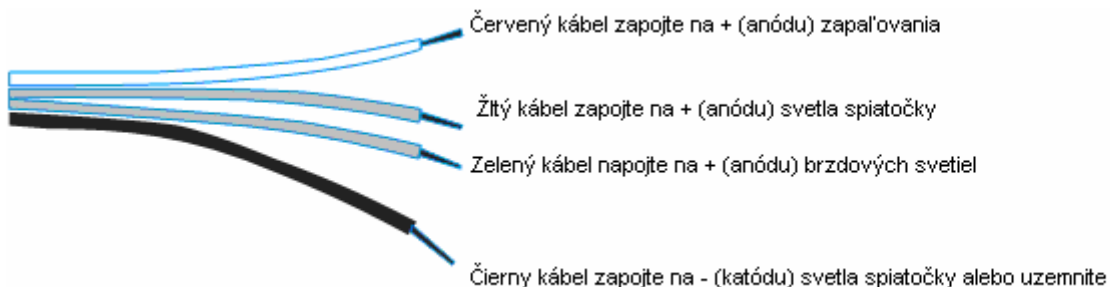 Červený kábel zapojte na + (anódu) zapaľovania
Žltý kábel zapojte na + (anódu) svetla spiatočky
Zelený kábel napojte na + (anódu) brzdových svetiel
Čierny kábel zapojte na - (katódu) svetla spiatočky alebo uzemnite